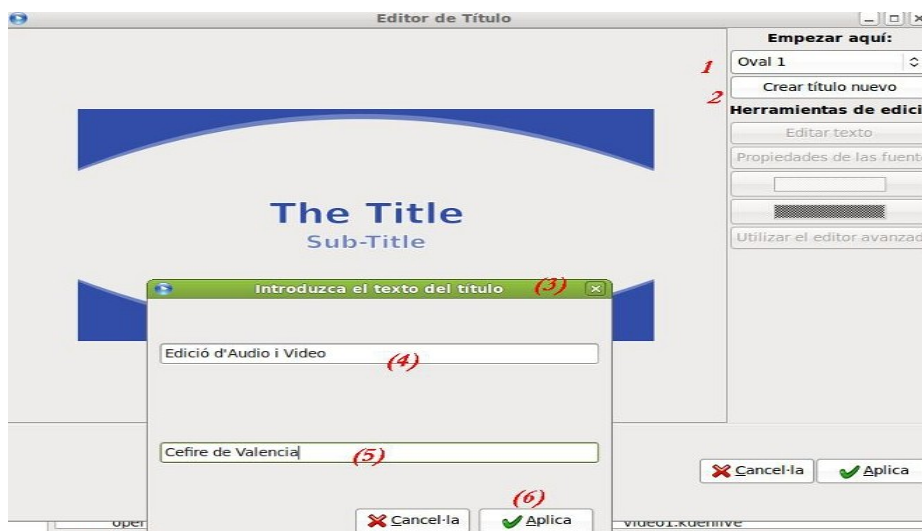 Editor de Título
Empezar aquí:
1
Oval 1
2
Crear título nuevo
Herramientas de edici
Editar texto
Propiedades de las fuent
Utilizar el editor avanzad
The Title
Sub-Title
Introduzca el texto del título (3)
Edició d'Audio i Video
(4)
Cefire de Valencia
(5)
(6)
Cancel·la
Aplica
Cancel·la
Aplica
video1.kdenlive